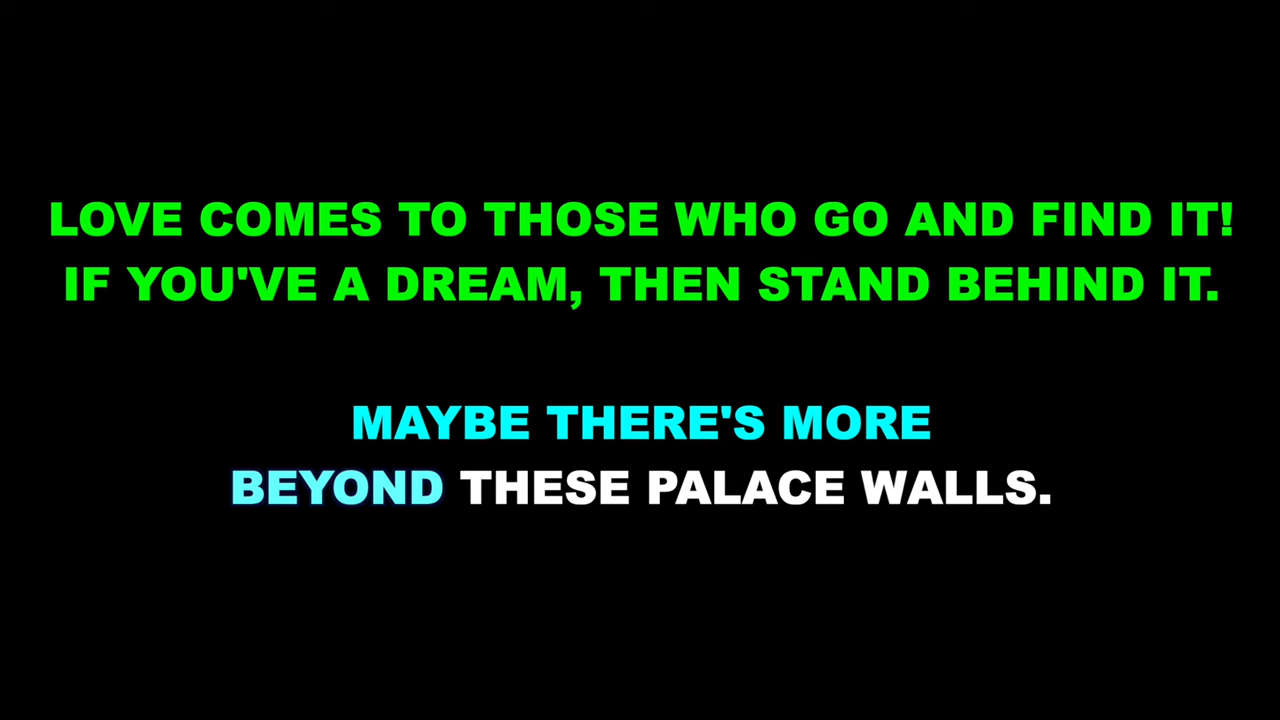 LOVE COMES TO THOSE WHO GO AND FIND IT!
IF YOU'VE A DREAM, THEN STAND BEHIND IT.
MAYBE THERE'S MORE
BEYOND THESE PALACE WALLS.